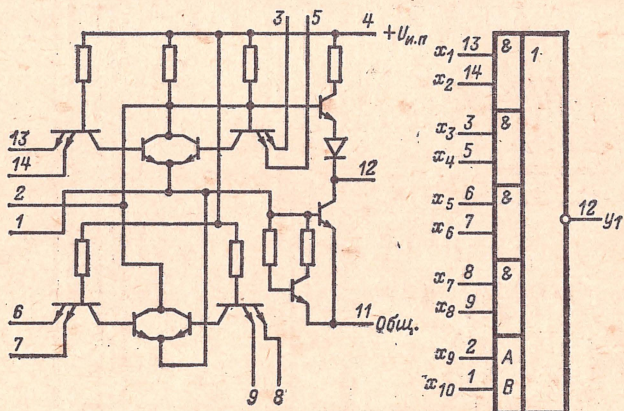 3 5 4 +Uи.п
13
14
12
2
1
6
7
11 Общ.
9 8
x1 13 & 1
x2 14
x3 3 &
x4 5
x5 6 &
x6 7
12 y1
x7 8 &
x8 9
x9 2 A
x10 1 B